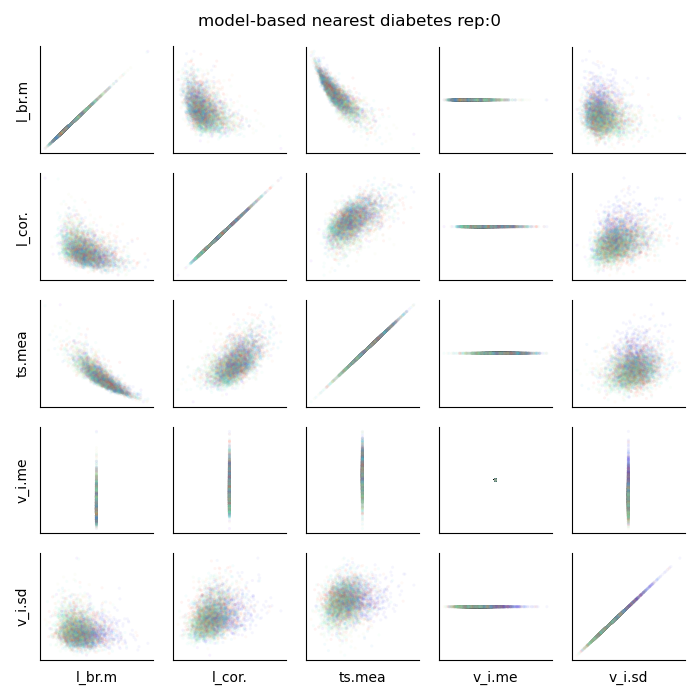 model-based nearest diabetes rep:0
l_br.m
l_cor.
ts.mea
v_i.me
v_i.sd
l_br.m
l_cor.
ts.mea
v_i.me
v_i.sd